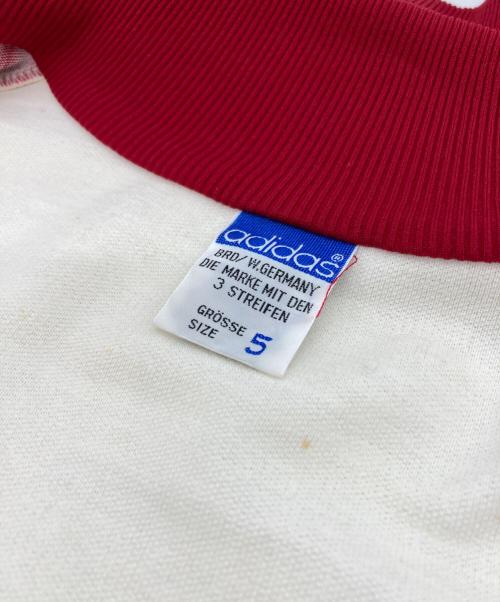 adidas®
BRD/W.GERMANY
DIE MARKE MIT DEN
3 STREIFEN
GRÖSSE
SIZE 5